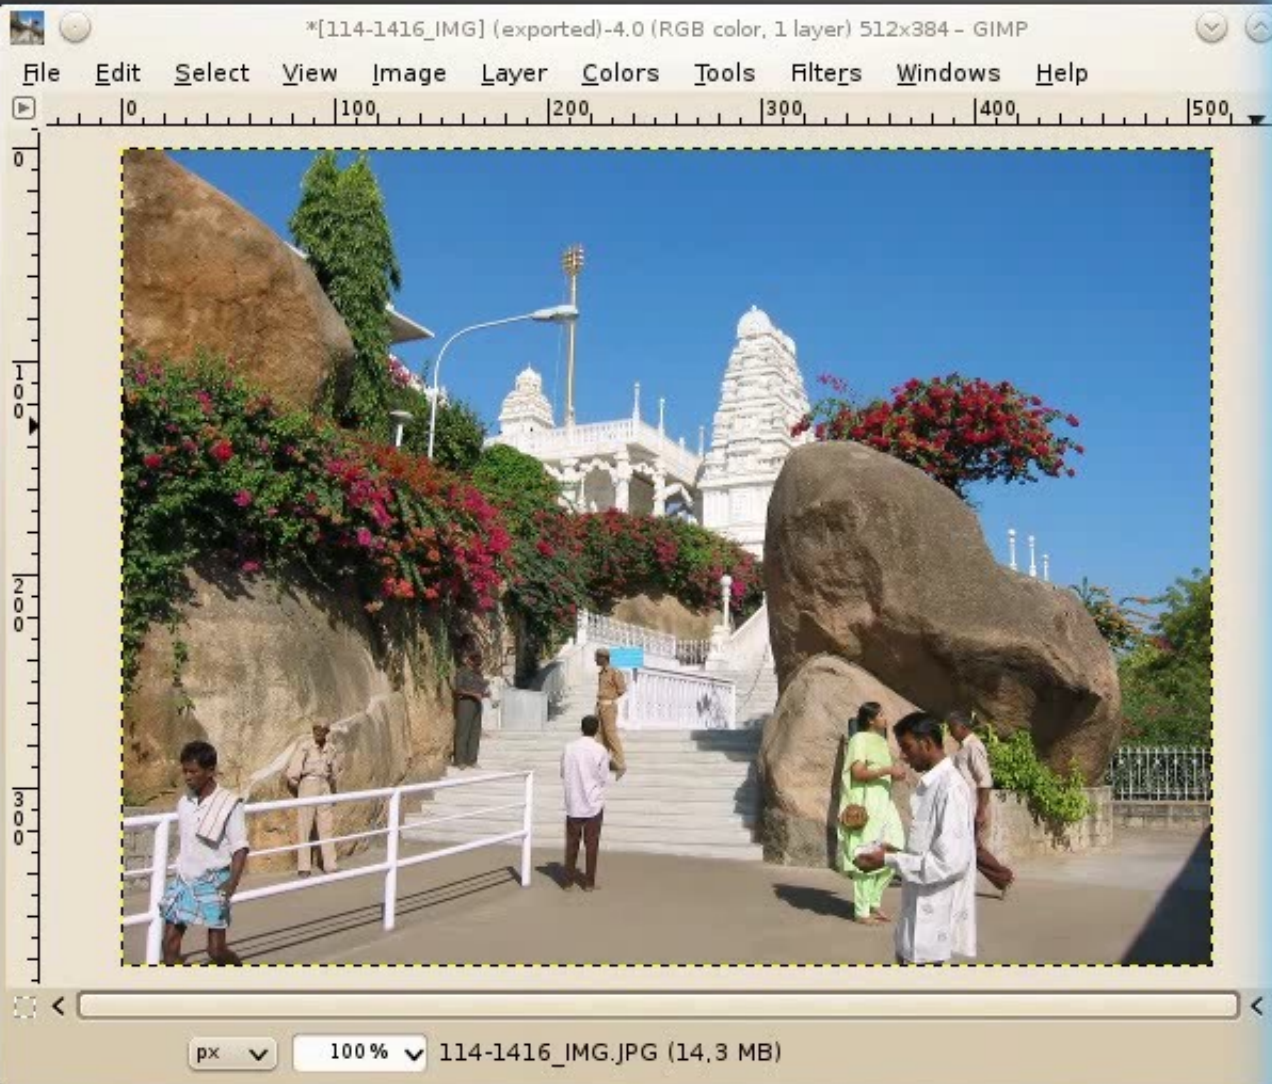 *[114-1416_IMG] (exported)-4.0 (RGB color, 1 layer) 512x384 – GIMP
File Edit Select View Image Layer Colors Tools Filters Windows Help
0 100 200 300 400 500
0
100
200
300
px 100% 114-1416_IMG.JPG (14,3 MB)